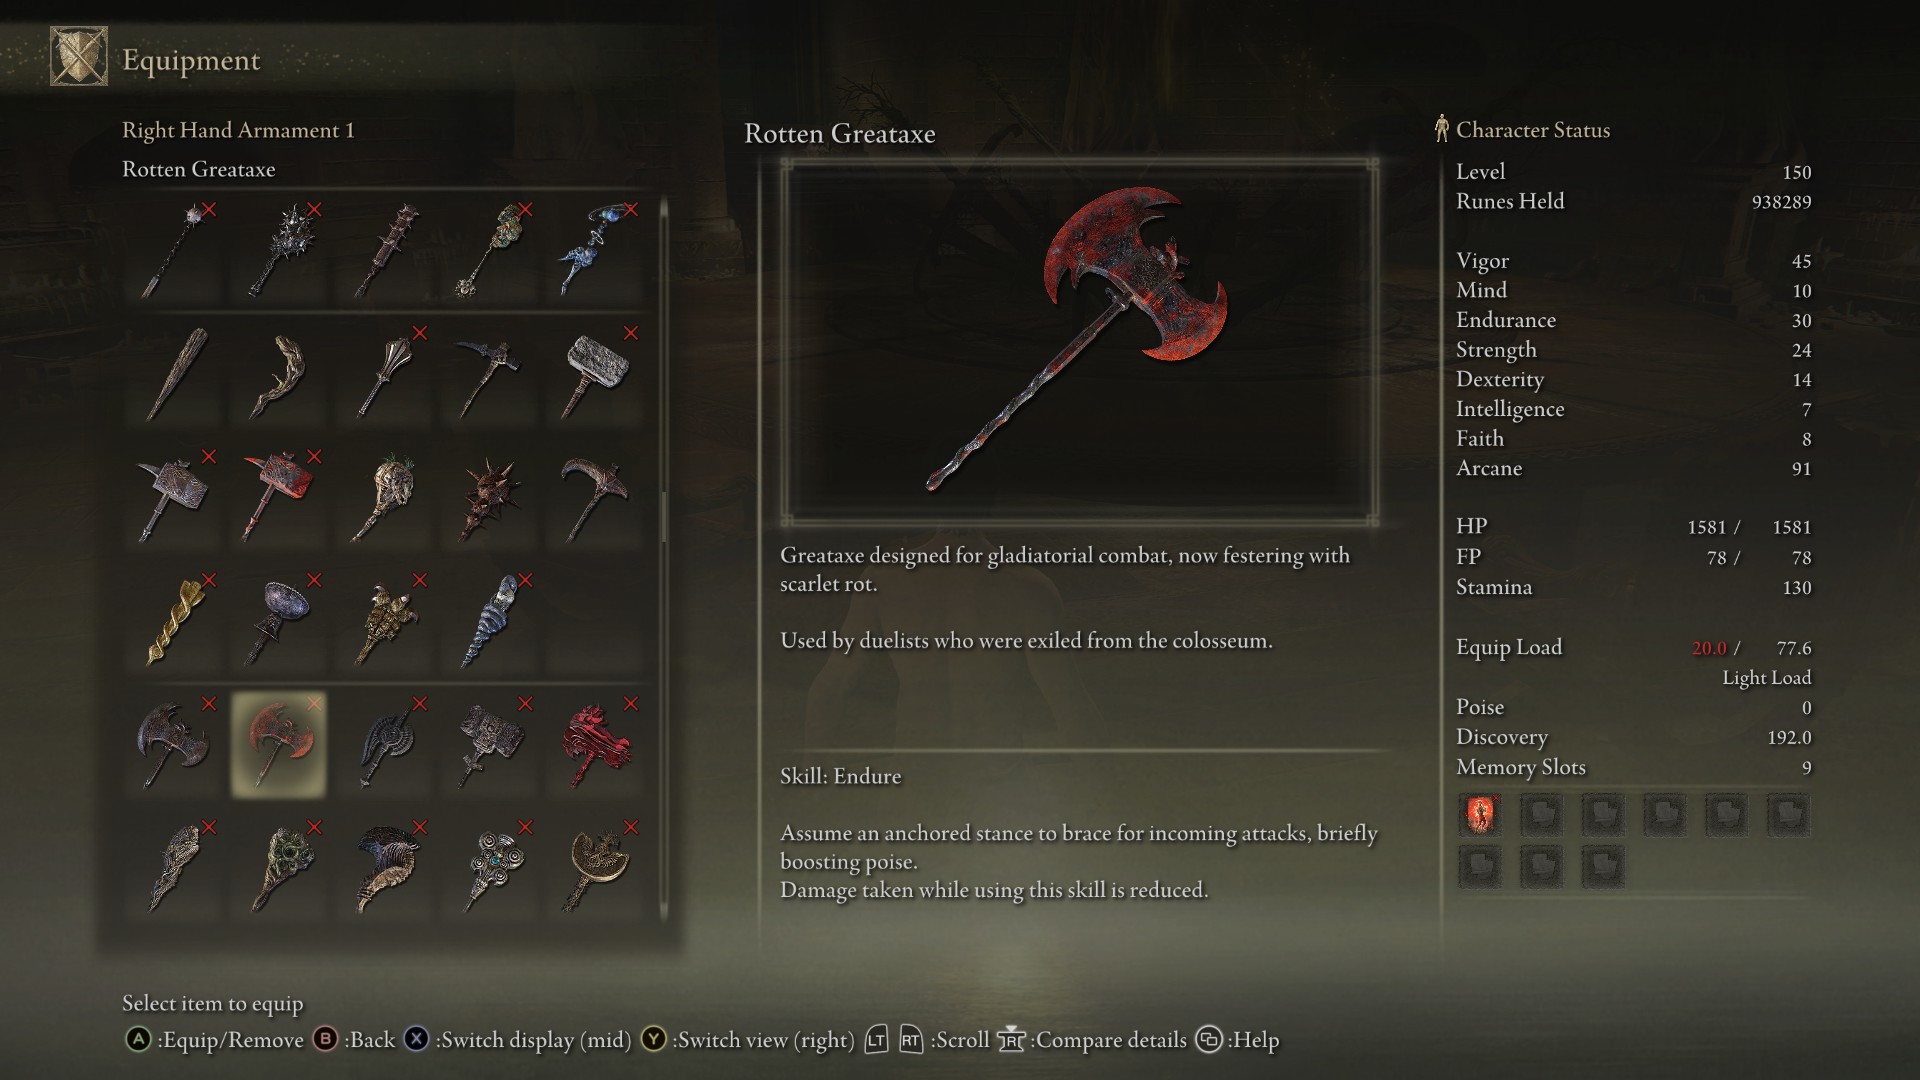 Equipment
Right Hand Armament 1
Rotten Greataxe
Rotten Greataxe
Greataxe designed for gladiatorial combat, now festering with
scarlet rot.
Used by duelists who were exiled from the colosseum.
Skill: Endure
Assume an anchored stance to brace for incoming attacks, briefly
boosting poise.
Damage taken while using this skill is reduced.
Character Status
Level 150
Runes Held 938289
Vigor 45
Mind 10
Endurance 30
Strength 24
Dexterity 14
Intelligence 7
Faith 8
Arcane 91
HP 1581 / 1581
FP 78 / 78
Stamina 130
Equip Load 20.0 / 77.6
Light Load
Poise 0
Discovery 192.0
Memory Slots 9
Select item to equip
A :Equip/Remove B :Back X :Switch display (mid) Y :Switch view (right) LT RT :Scroll R :Compare details :Help